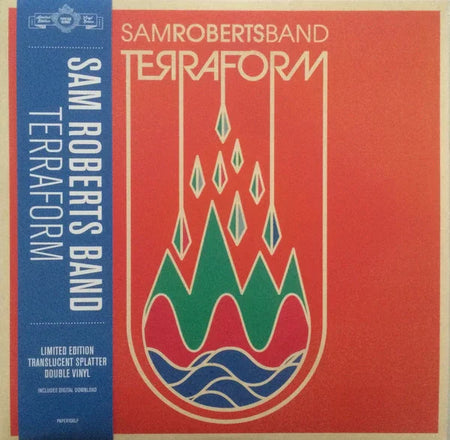 SAMROBERTSBAND
TERRAFORM
SAM ROBERTS BAND
TERRAFORM
LIMITED EDITION
TRANSLUCENT SPLATTER
DOUBLE VINYL
INCLUDES DIGITAL DOWNLOAD